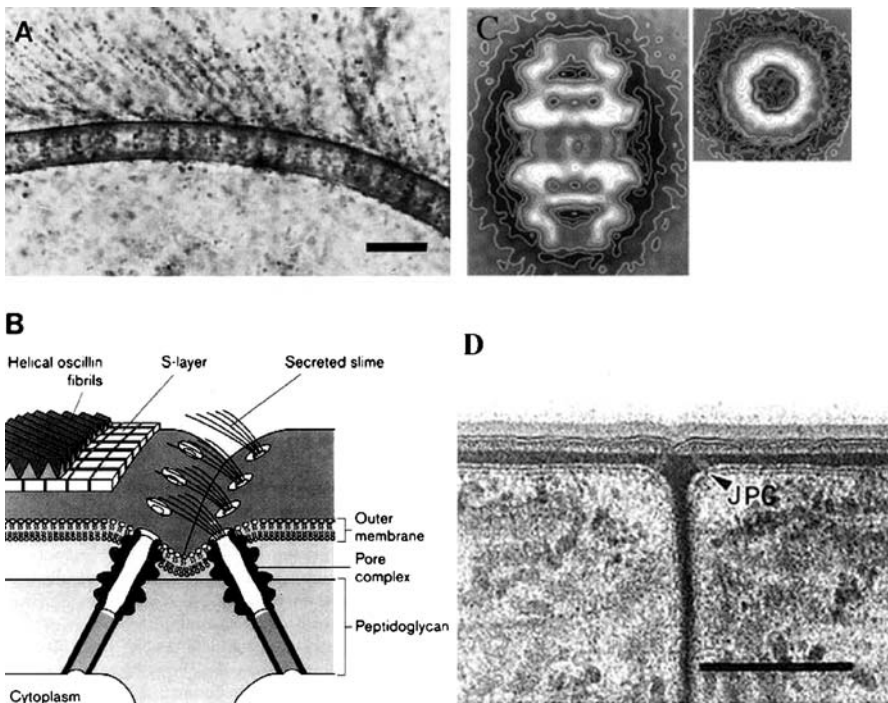 A
C
B
Helical oscillin
fibrils
S-layer
Secreted slime
Outer
membrane
Pore
complex
Peptidoglycan
Cytoplasm
D
JPC